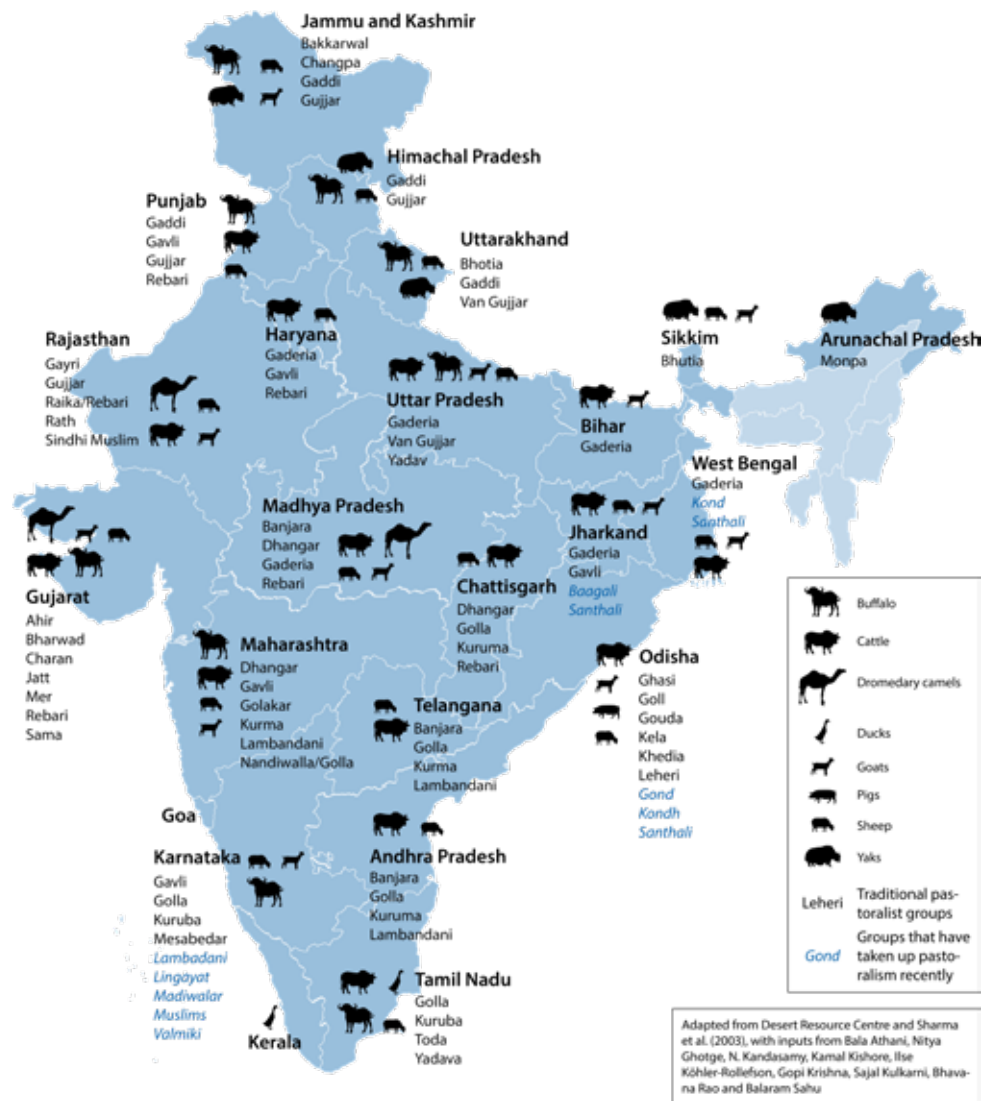 Jammu and Kashmir
Bakkarwal
Changpa
Gaddi
Gujjar
Himachal Pradesh
Gaddi
Gujjar
Punjab
Gaddi
Gavli
Gujjar
Rebari
Uttarakhand
Bhotia
Gaddi
Van Gujjar
Haryana
Gaderia
Gavli
Rebari
Rajasthan
Gayri
Gujjar
Raika/Rebari
Rath
Sindhi Muslim
Uttar Pradesh
Gaderia
Van Gujjar
Yadav
Sikkim
Bhutia
Arunachal Pradesh
Monpa
Bihar
Gaderia
West Bengal
Gaderia
Kond
Santhali
Madhya Pradesh
Banjara
Dhangar
Gaderia
Rebari
Jharkand
Gaderia
Gavli
Baagali
Santhali
Chattisgarh
Dhangar
Golla
Kuruma
Rebari
Gujarat
Ahir
Bharwad
Charan
Jatt
Mer
Rebari
Sama
Maharashtra
Dhangar
Gavli
Golakar
Kurma
Lambandani
Nandiwalla/Golla
Telangana
Banjara
Golla
Kurma
Lambandani
Odisha
Ghasi
Goll
Gouda
Kela
Khedia
Leheri
Gond
Kondh
Santhali
Goa
Karnataka
Gavli
Golla
Kuruba
Mesabedar
Lambadani
Lingayat
Madiwalar
Muslims
Valmiki
Andhra Pradesh
Banjara
Golla
Kuruma
Lambandani
Tamil Nadu
Golla
Kuruba
Toda
Yadava
Kerala
Buffalo
Cattle
Dromedary camels
Ducks
Goats
Pigs
Sheep
Yaks
Leheri Traditional pas-
toralist groups
Groups that have
Gond taken up pasto-
ralism recently
Adapted from Desert Resource Centre and Sharma
et al. (2003), with inputs from Bala Athani, Nitya
Ghotge, N. Kandasamy, Kamal Kishore, Ilse
Köhler-Rollefson, Gopi Krishna, Sajal Kulkarni, Bhava-
na Rao and Balaram Sahu